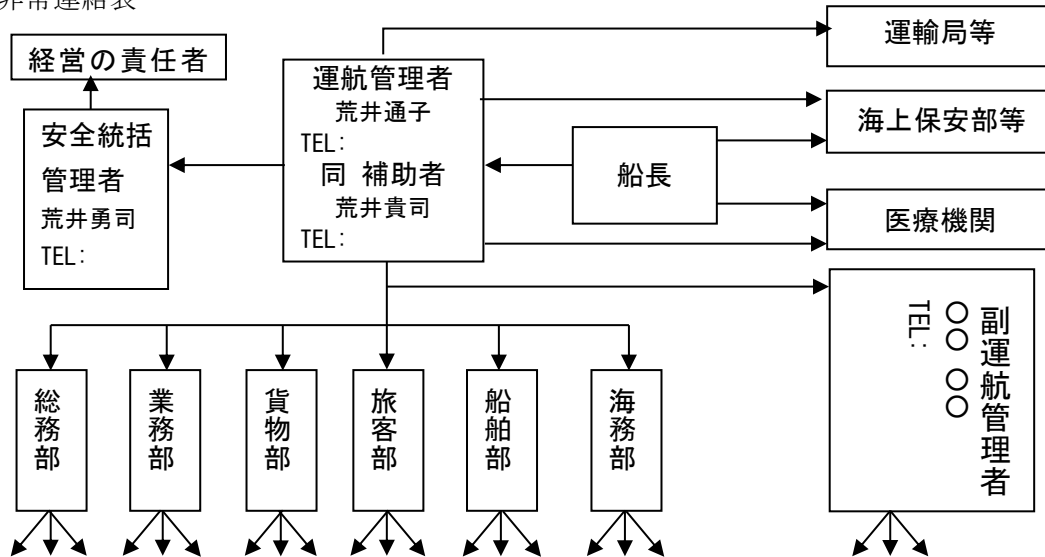 非常連絡表
運輸局等
経営の責任者
運航管理者
荒井通子
TEL:
同 補助者
荒井貴司
TEL:
安全統括
管理者
荒井勇司
TEL:
船長
海上保安部等
医療機関
副運航管理者
〇〇 〇〇
TEL:
総務部
業務部
貨物部
旅客部
船舶部
海務部